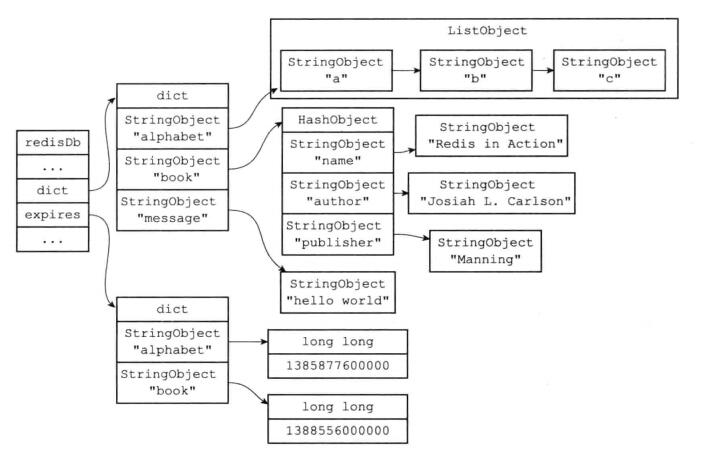 ListObject
StringObject
"a"
StringObject
"b"
StringObject
"c"
redisDb
...
dict
expires
...
dict
StringObject
"alphabet"
StringObject
"book"
StringObject
"message"
HashObject
StringObject
"name"
StringObject
"author"
StringObject
"publisher"
StringObject
"Redis in Action"
StringObject
"Josiah L. Carlson"
StringObject
"Manning"
StringObject
"hello world"
dict
StringObject
"alphabet"
StringObject
"book"
long long
1385877600000
long long
1388556000000